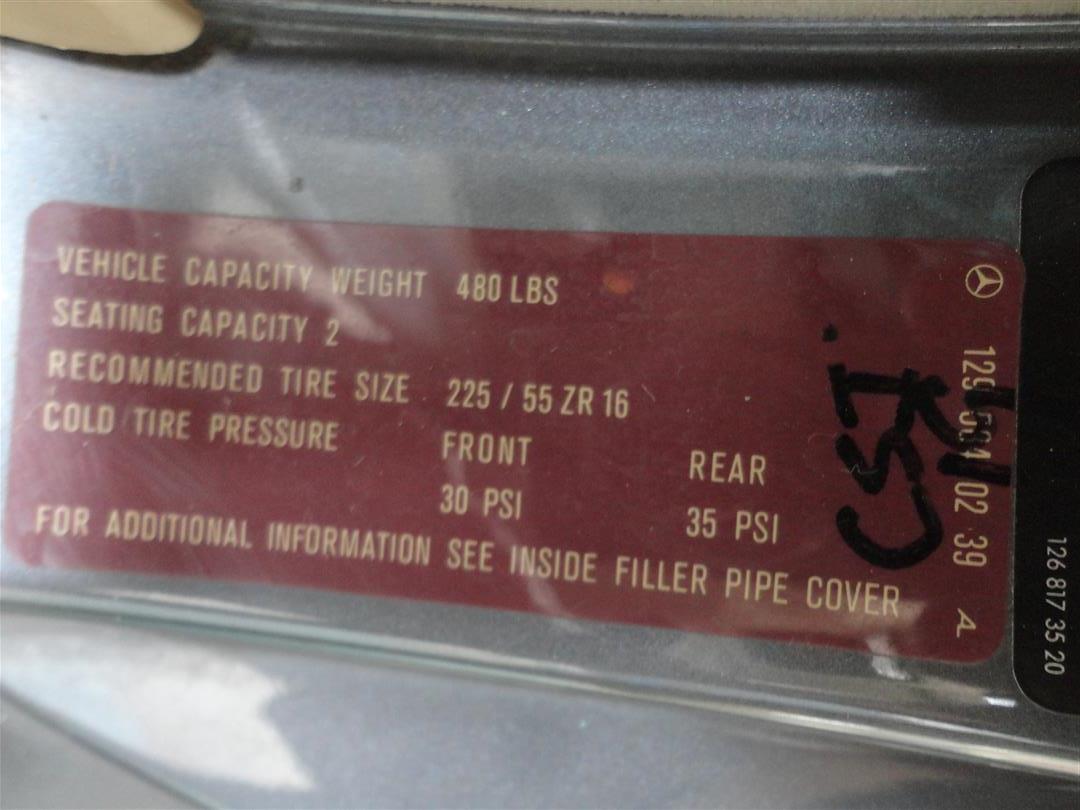 VEHICLE CAPACITY WEIGHT 480 LBS
SEATING CAPACITY 2
RECOMMENDED TIRE SIZE 225 / 55 ZR 16
COLD TIRE PRESSURE FRONT REAR
30 PSI 35 PSI
FOR ADDITIONAL INFORMATION SEE INSIDE FILLER PIPE COVER
02 39 A
126 817 35 20